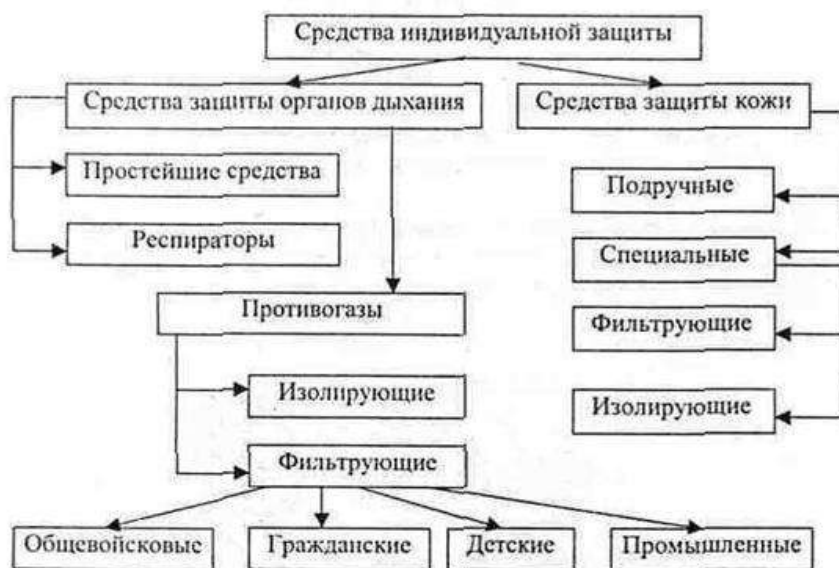 Средства индивидуальной защиты
Средства защиты органов дыхания
Средства защиты кожи
Простейшие средства
Подручные
Респираторы
Специальные
Противогазы
Фильтрующие
Изолирующие
Изолирующие
Фильтрующие
Общевойсковые
Гражданские
Детские
Промышленные